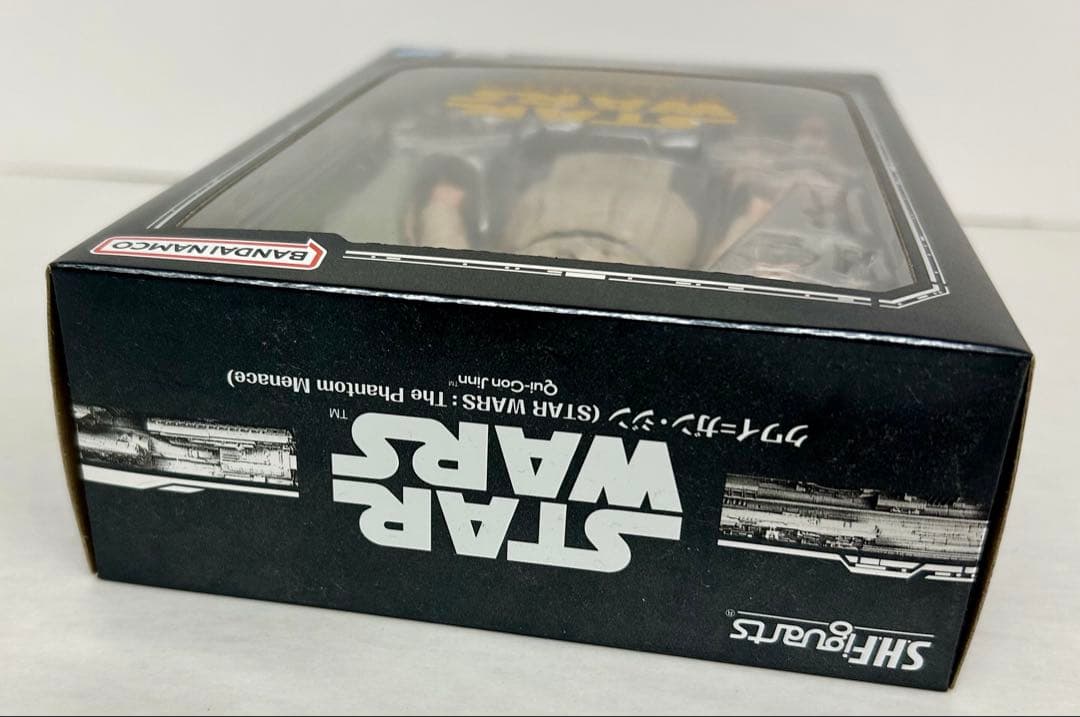 S.H.Figuarts®
STAR
WARS™
クワイ=ガン・ジン (STAR WARS : The Phantom Menace)
Qui-Gon Jinn™
BANDAI NAMCO
STAR
WARS